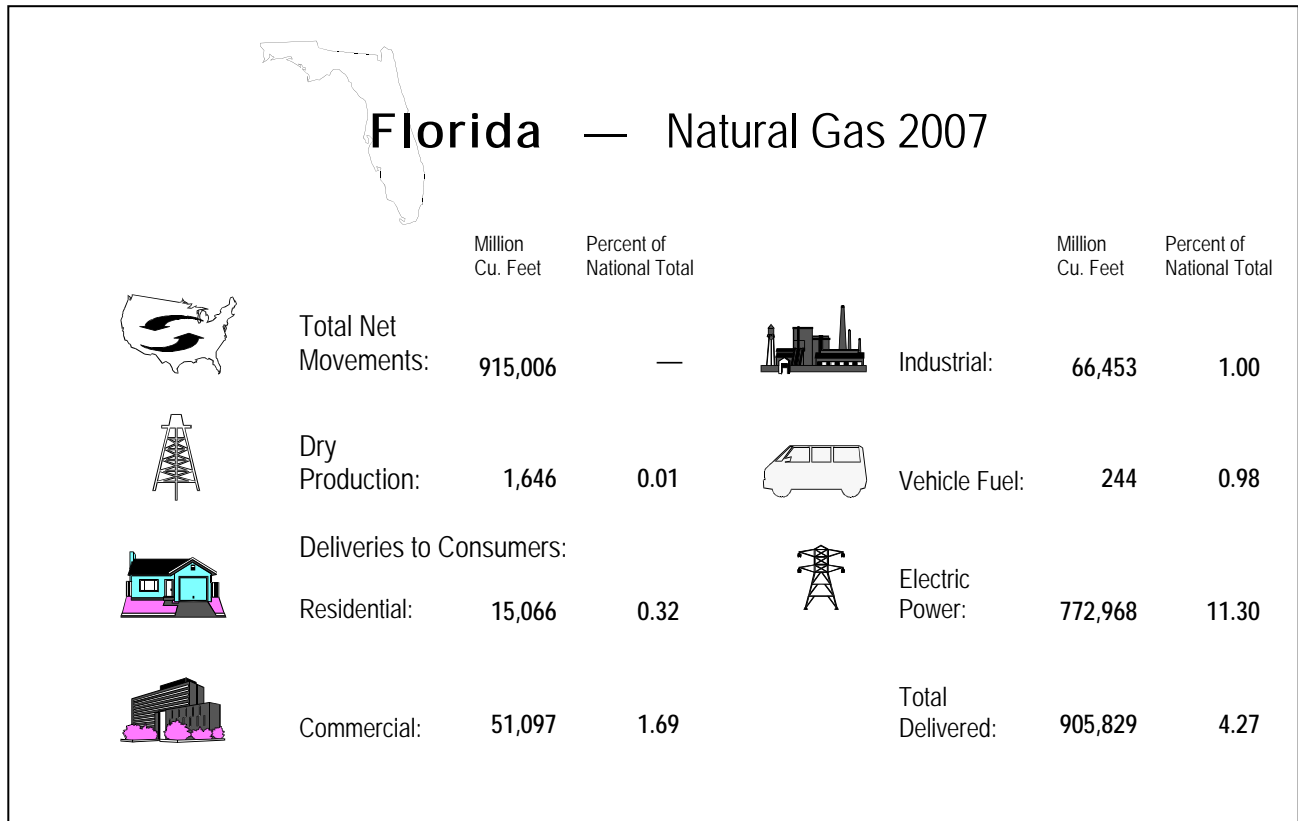 Florida — Natural Gas 2007
Million Percent of
Cu. Feet National Total
Total Net
Movements: 915,006 —
Dry
Production: 1,646 0.01
Deliveries to Consumers:
Residential: 15,066 0.32
Commercial: 51,097 1.69
Million Percent of
Cu. Feet National Total
Industrial: 66,453 1.00
Vehicle Fuel: 244 0.98
Electric
Power: 772,968 11.30
Total
Delivered: 905,829 4.27